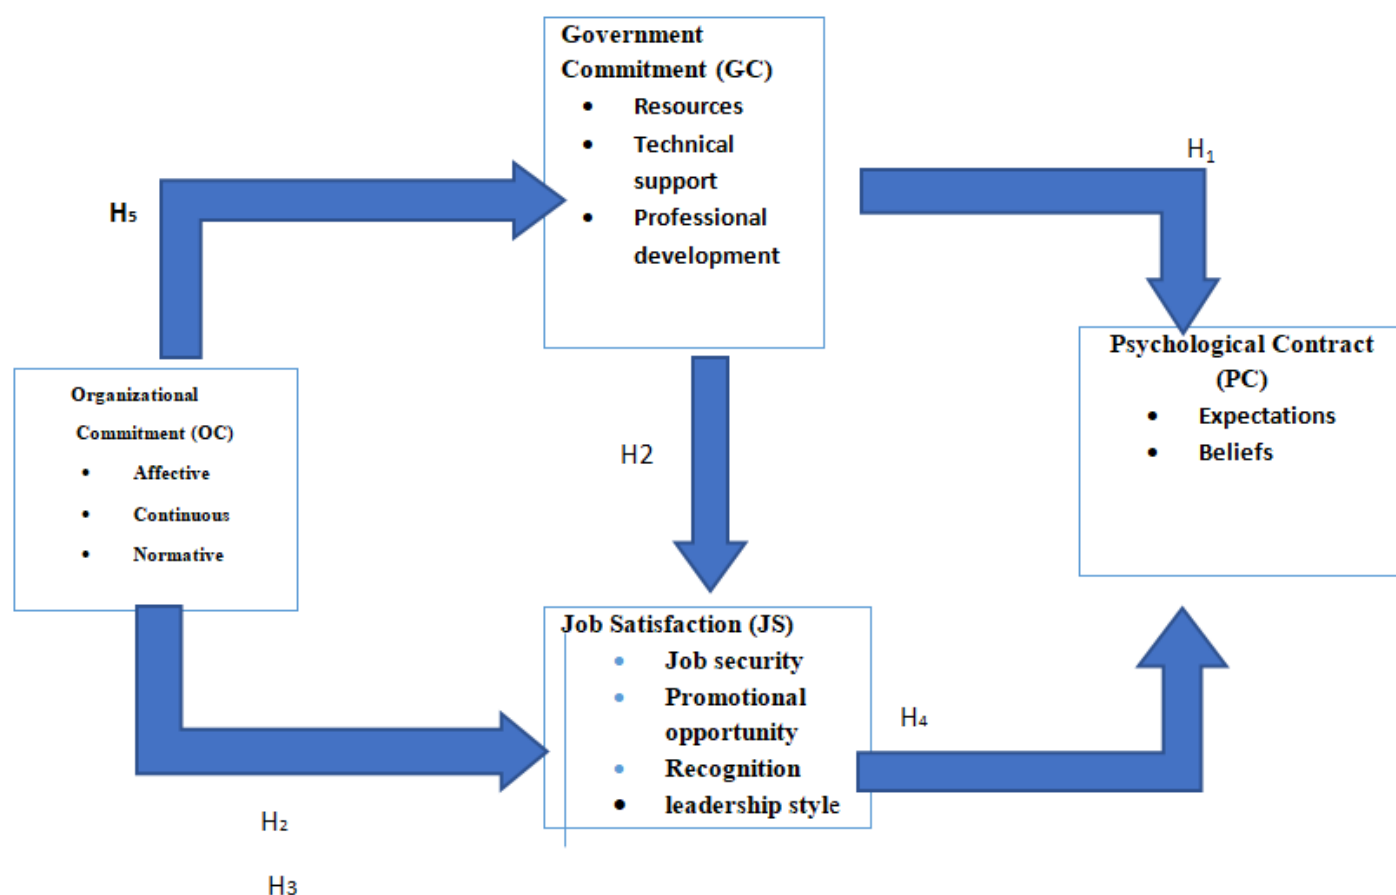 Government
Commitment (GC)
• Resources
• Technical
support
• Professional
development
H₁
H₅
Organizational
Commitment (OC)
• Affective
• Continuous
• Normative
H2
Psychological Contract
(PC)
• Expectations
• Beliefs
Job Satisfaction (JS)
• Job security
• Promotional
opportunity
• Recognition
• leadership style
H₄
H₂
H₃